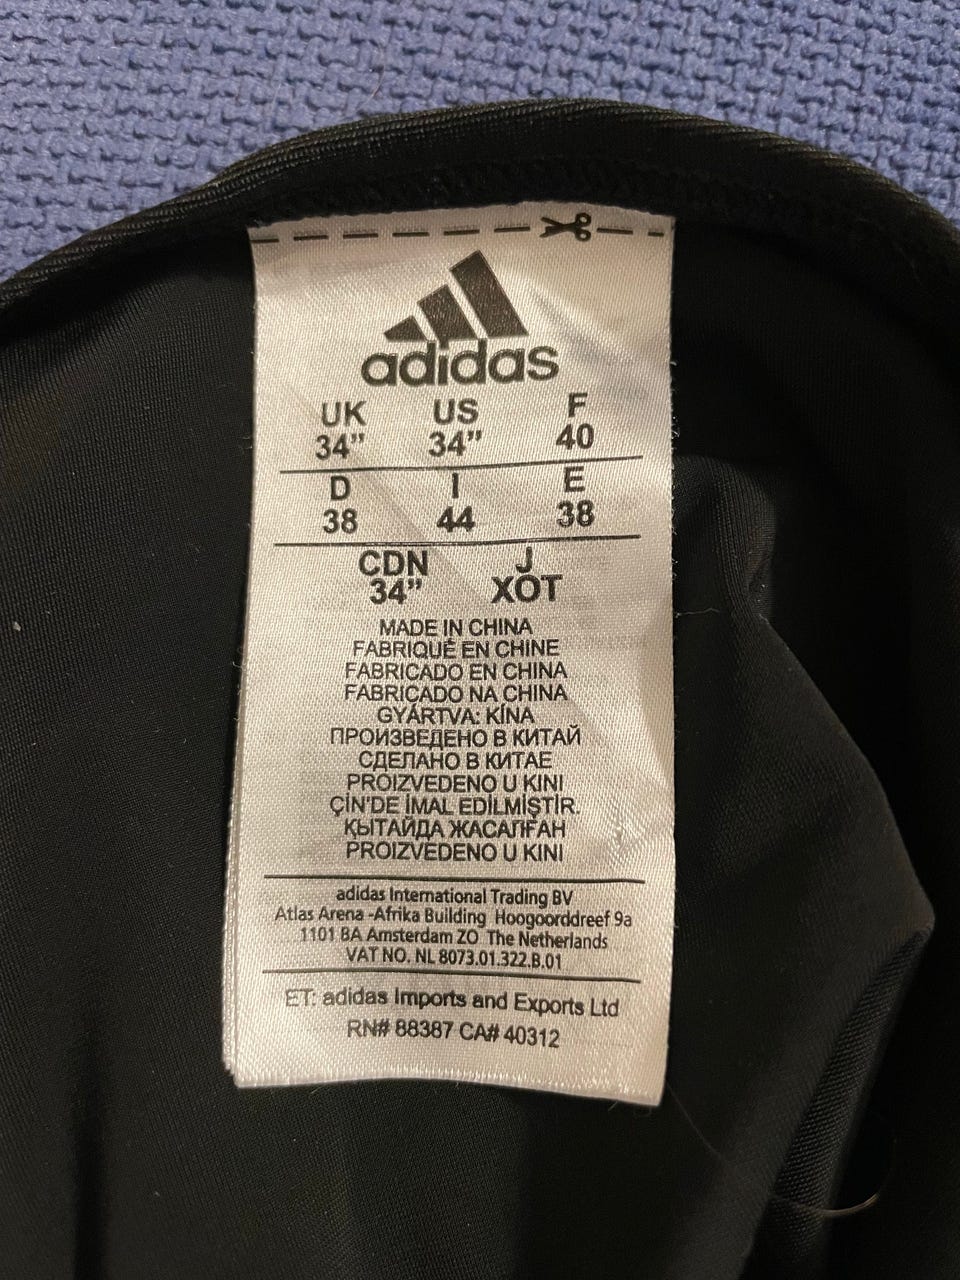 adidas
UK US F
34” 34” 40
D I E
38 44 38
CDN J
34” XOT
MADE IN CHINA
FABRIQUÉ EN CHINE
FABRICADO EN CHINA
FABRICADO NA CHINA
GYÁRTVA: KÍNA
ПРОИЗВЕДЕНО В КИТАЙ
СДЕЛАНО В КИТАЕ
PROIZVEDENO U KINI
ÇİN'DE İMAL EDİLMİŞTİR.
ҚЫТАЙДА ЖАСАЛҒАН
PROIZVEDENO U KINI
adidas International Trading BV
Atlas Arena -Afrika Building Hoogoorddreef 9a
1101 BA Amsterdam ZO The Netherlands
VAT NO. NL 8073.01.322.B.01
ET: adidas Imports and Exports Ltd
RN# 88387 CA# 40312